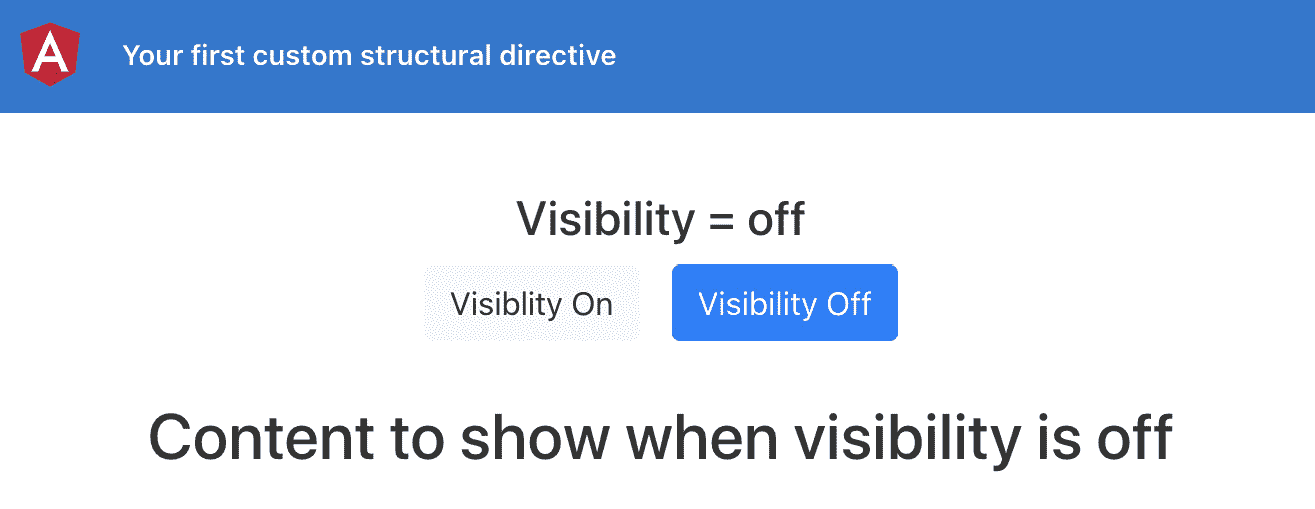 A
Your first custom structural directive
Visibility = off
Visiblity On
Visibility Off
Content to show when visibility is off